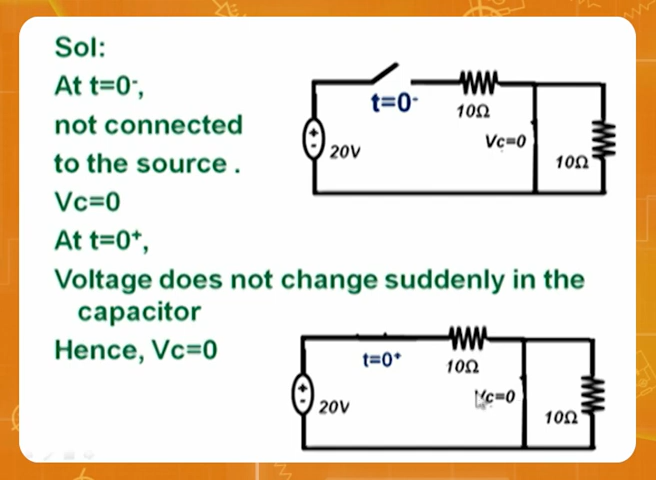 Sol:
At t=0⁻,
not connected
to the source .
Vc=0
At t=0⁺,
Voltage does not change suddenly in the
capacitor
Hence, Vc=0
t=0⁻
10Ω
20V
Vc=0
10Ω
t=0⁺
10Ω
20V
Vc=0
10Ω